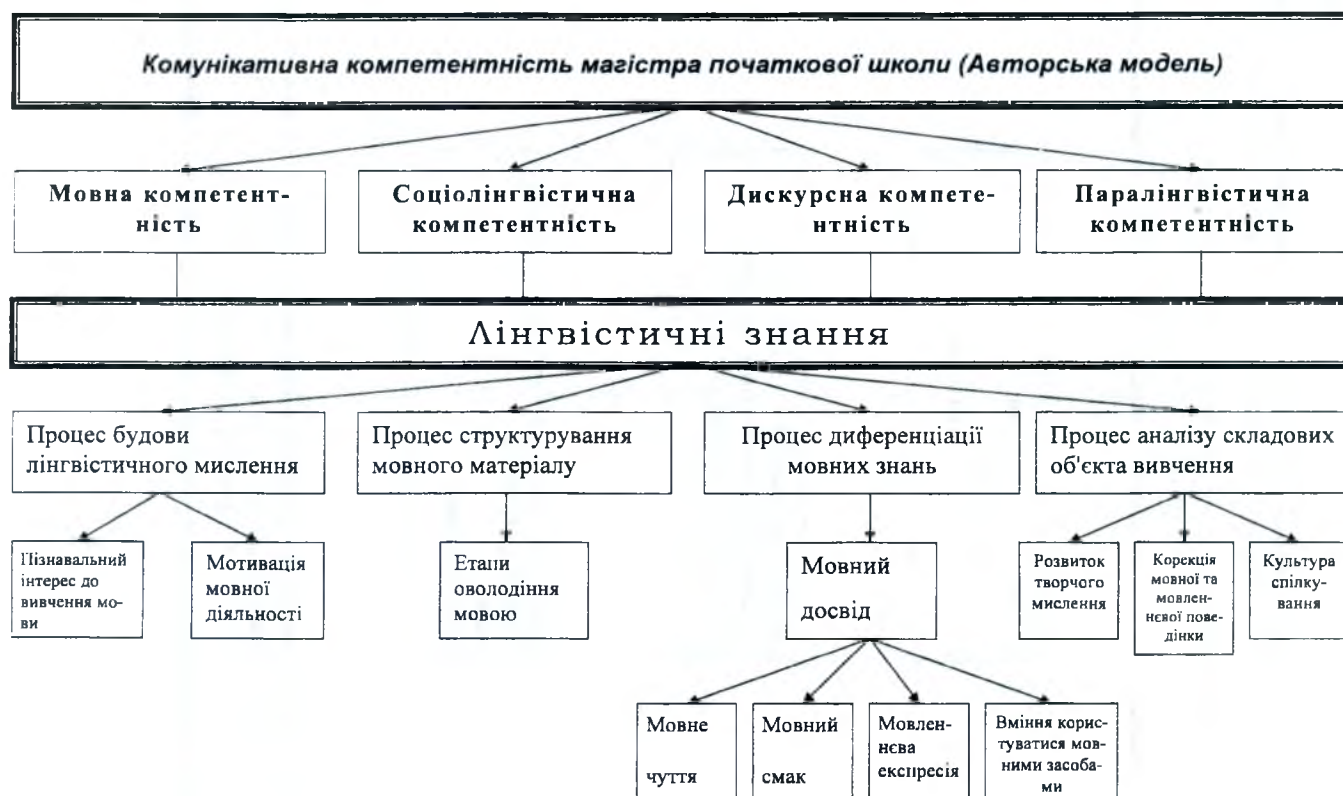 Комунікативна компетентність магістра початкової школи (Авторська модель)
Мовна компетент-
ність
Соціолінгвістична
компетентність
Дискурсна компете-
нтність
Паралінгвістична
компетентність
Лінгвістичні знання
Процес будови
лінгвістичного мислення
Процес структурування
мовного матеріалу
Процес диференціації
мовних знань
Процес аналізу складових
об'єкта вивчення
Пізнавальний
інтерес до
вивчення мо-
ви
Мотивація
мовної
діяльності
Етапи
оволодіння
мовою
Мовний
досвід
Розвиток
творчого
мислення
Корекція
мовної та
мовлен-
нєвої пове-
дінки
Культура
спілку-
вання
Мовне
чуття
Мовний
смак
Мовлен-
нєва
експресія
Вміння корис-
туватися мов-
ними засоба-
ми